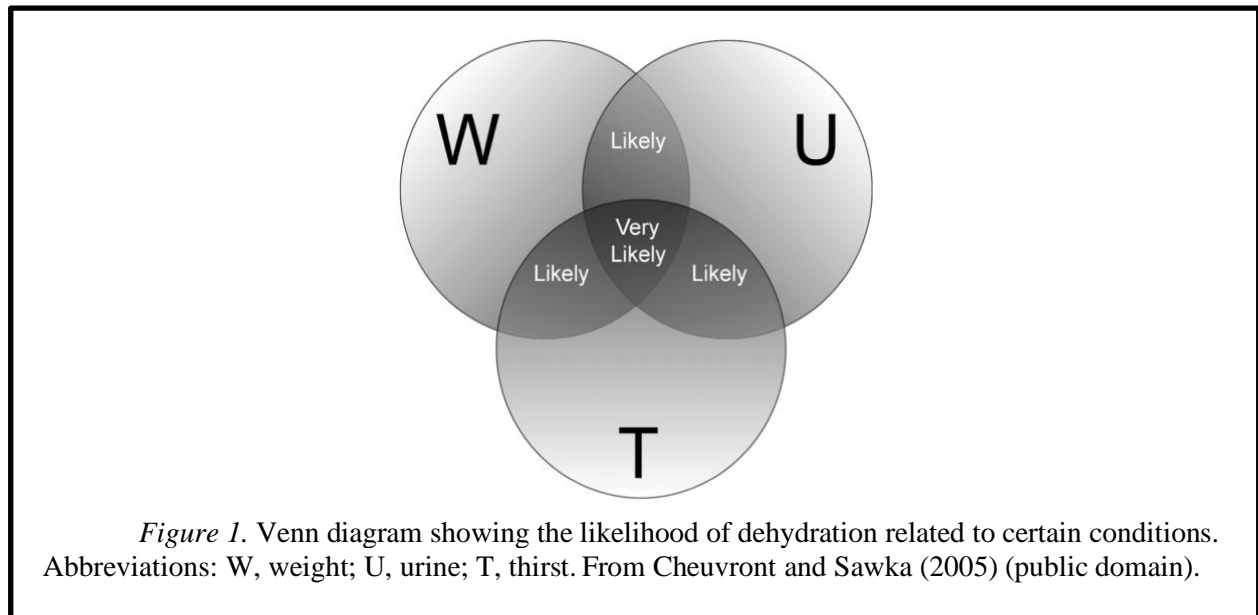 W
U
Likely
Very
Likely
Likely
Likely
T
Figure 1. Venn diagram showing the likelihood of dehydration related to certain conditions.
Abbreviations: W, weight; U, urine; T, thirst. From Cheuvront and Sawka (2005) (public domain).